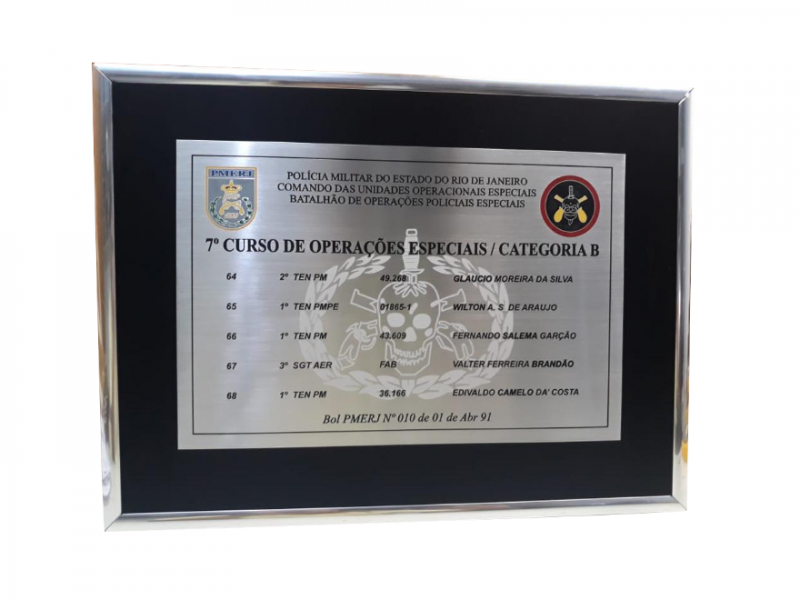 PMERJ
POLÍCIA MILITAR DO ESTADO DO RIO DE JANEIRO
COMANDO DAS UNIDADES OPERACIONAIS ESPECIAIS
BATALHÃO DE OPERAÇÕES POLICIAIS ESPECIAIS
7º CURSO DE OPERAÇÕES ESPECIAIS / CATEGORIA B
64 2º TEN PM 49.268 GLAUCIO MOREIRA DA SILVA
65 1º TEN PMPE 01865-1 WILTON A. S. DE ARAUJO
66 1º TEN PM 43.609 FERNANDO SALEMA GARÇÃO
67 3º SGT AER FAB VALTER FERREIRA BRANDÃO
68 1º TEN PM 36.166 EDIVALDO CAMELO DA' COSTA
Bol PMERJ Nº 010 de 01 de Abr 91